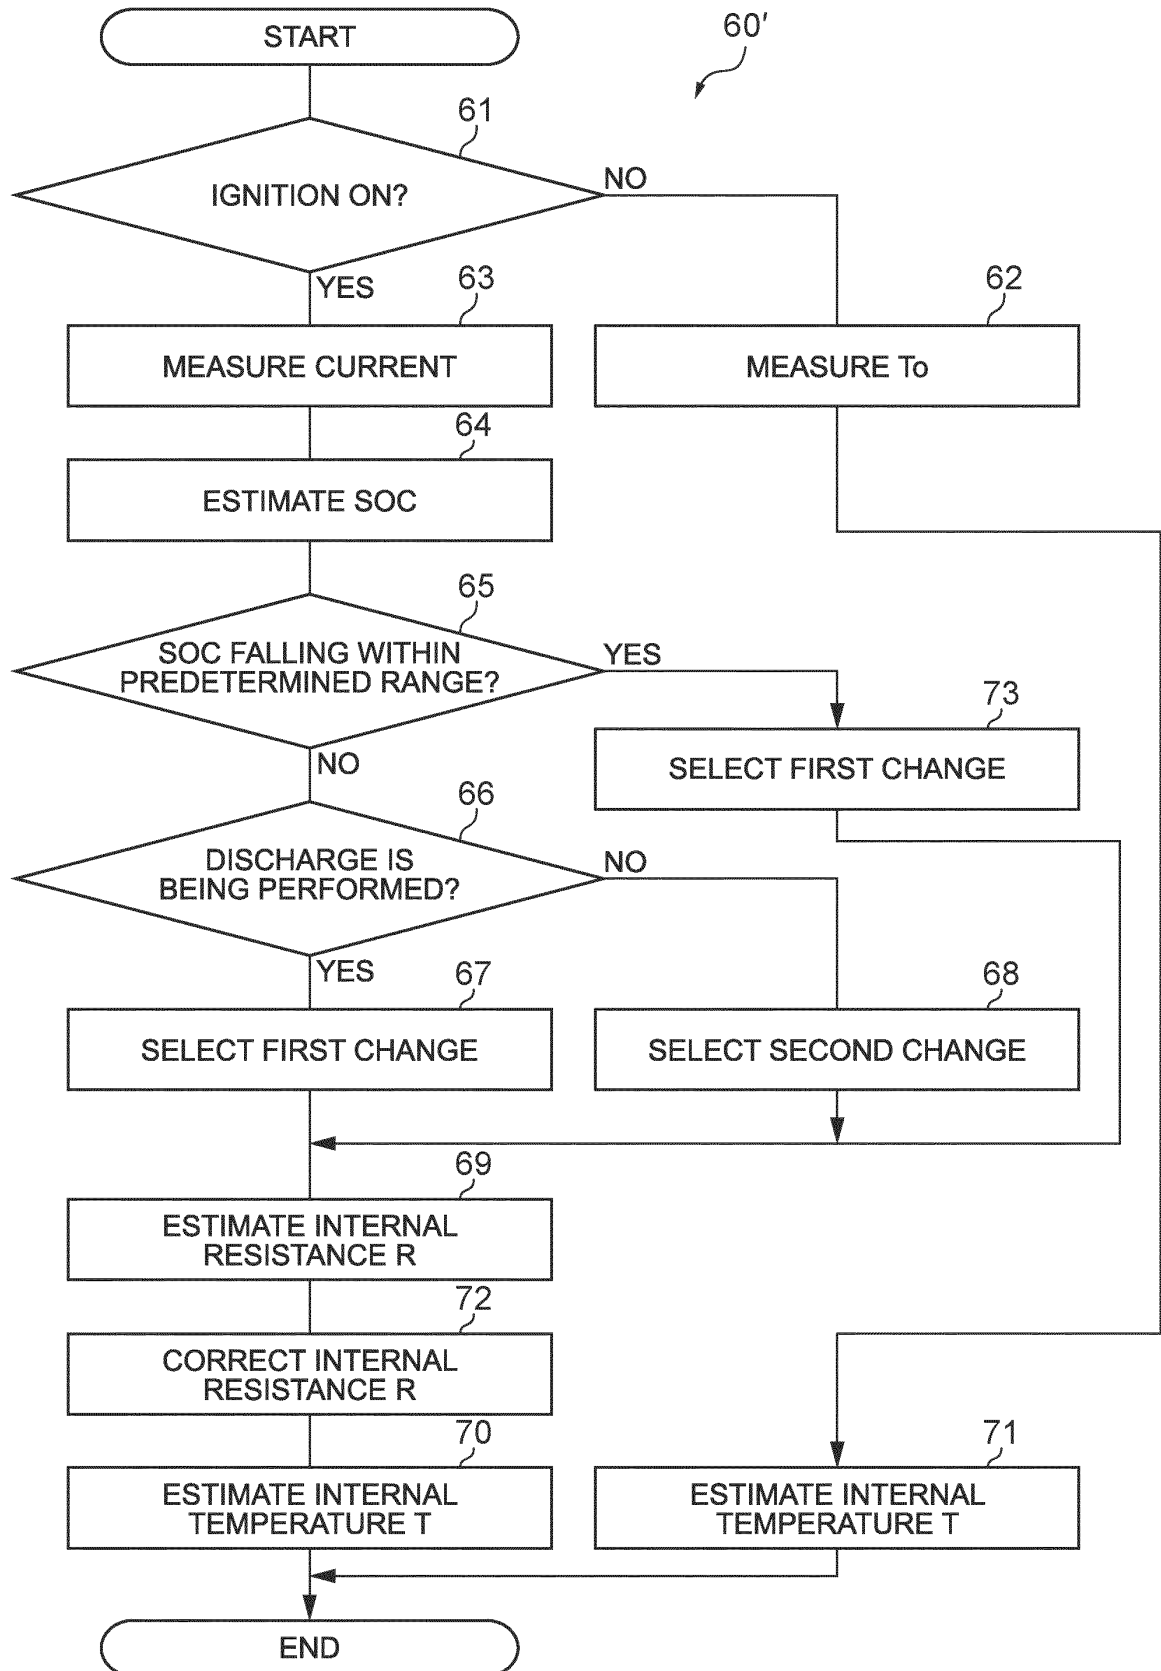 START
60′
61
IGNITION ON?
NO
YES
63
MEASURE CURRENT
62
MEASURE To
64
ESTIMATE SOC
65
SOC FALLING WITHIN
PREDETERMINED RANGE?
YES
NO
73
SELECT FIRST CHANGE
66
DISCHARGE IS
BEING PERFORMED?
NO
YES
67
SELECT FIRST CHANGE
68
SELECT SECOND CHANGE
69
ESTIMATE INTERNAL
RESISTANCE R
72
CORRECT INTERNAL
RESISTANCE R
70
ESTIMATE INTERNAL
TEMPERATURE T
71
ESTIMATE INTERNAL
TEMPERATURE T
END